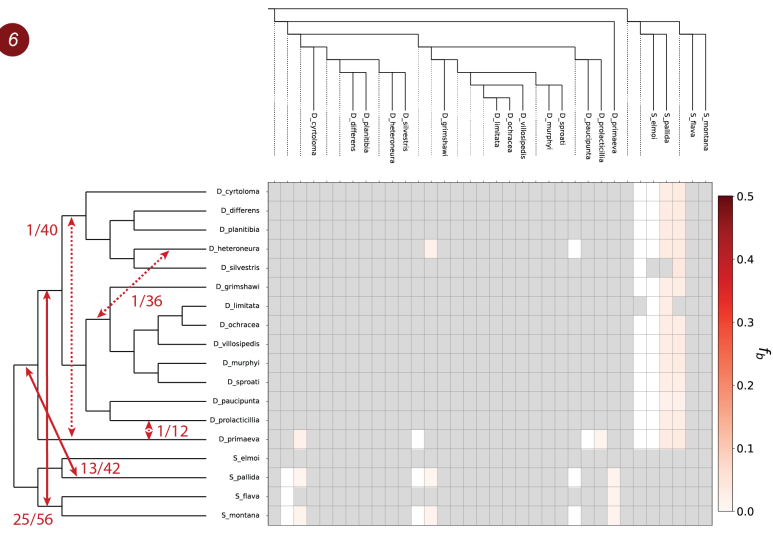 6
D_cyrtoloma
D_differens
D_planitibia
D_heteroneura
D_silvestris
D_grimshawi
D_limitata
D_ochracea
D_villosipedis
D_murphyi
D_sproati
D_paucipunta
D_prolacticillia
D_primaeva
S_elmoi
S_pallida
S_flava
S_montana
D_cyrtoloma
D_differens
D_planitibia
D_heteroneura
D_silvestris
D_grimshawi
D_limitata
D_ochracea
D_villosipedis
D_murphyi
D_sproati
D_paucipunta
D_prolacticillia
D_primaeva
S_elmoi
S_pallida
S_flava
S_montana
1/40
1/36
1/12
13/42
25/56
0.5
0.4
0.3
0.2
0.1
0.0
f_b